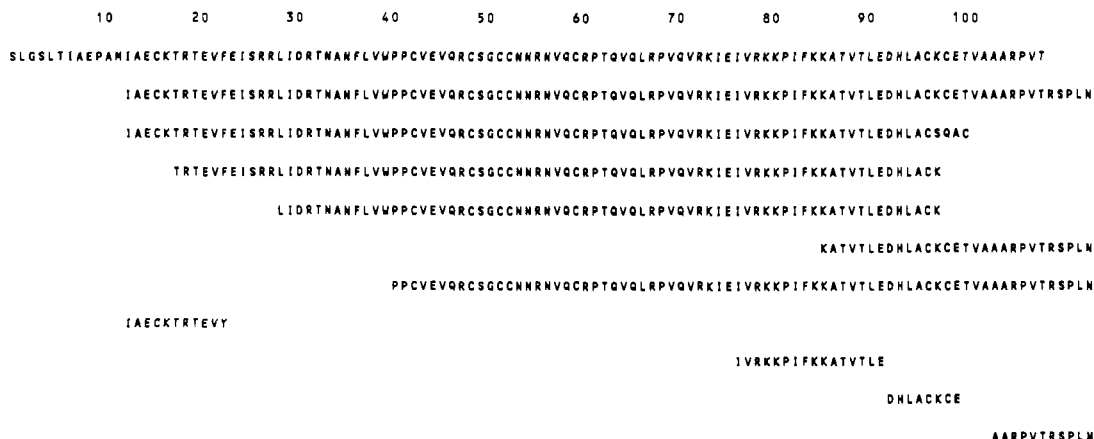 10 20 30 40 50 60 70 80 90 100
SLGSLTIAEPAMIAECKTRTEVFEISRRLIDRTNANFLVWPPCVEVQRCSGCCNNRNVQCRPTQVQLRPVQVRKIEIVRKKPIFKKATVTLEDHLACKCETVAAARPVT
IAECKTRTEVFEISRRLIDRTNANFLVWPPCVEVQRCSGCCNNRNVQCRPTQVQLRPVQVRKIEIVRKKPIFKKATVTLEDHLACKCETVAAARPVTRSPLN
IAECKTRTEVFEISRRLIDRTNANFLVWPPCVEVQRCSGCCNNRNVQCRPTQVQLRPVQVRKIEIVRKKPIFKKATVTLEDHLACSQAC
TRTEVFEISRRLIDRTNANFLVWPPCVEVQRCSGCCNNRNVQCRPTQVQLRPVQVRKIEIVRKKPIFKKATVTLEDHLACK
LIDRTNANFLVWPPCVEVQRCSGCCNNRNVQCRPTQVQLRPVQVRKIEIVRKKPIFKKATVTLEDHLACK
KATVTLEDHLACKCETVAAARPVTRSPLN
PPCVEVQRCSGCCNNRNVQCRPTQVQLRPVQVRKIEIVRKKPIFKKATVTLEDHLACKCETVAAARPVTRSPLN
IAECKTRTEVY
IVRKKPIFKKATVTLE
DHLACKCE
AARPVTRSPLN